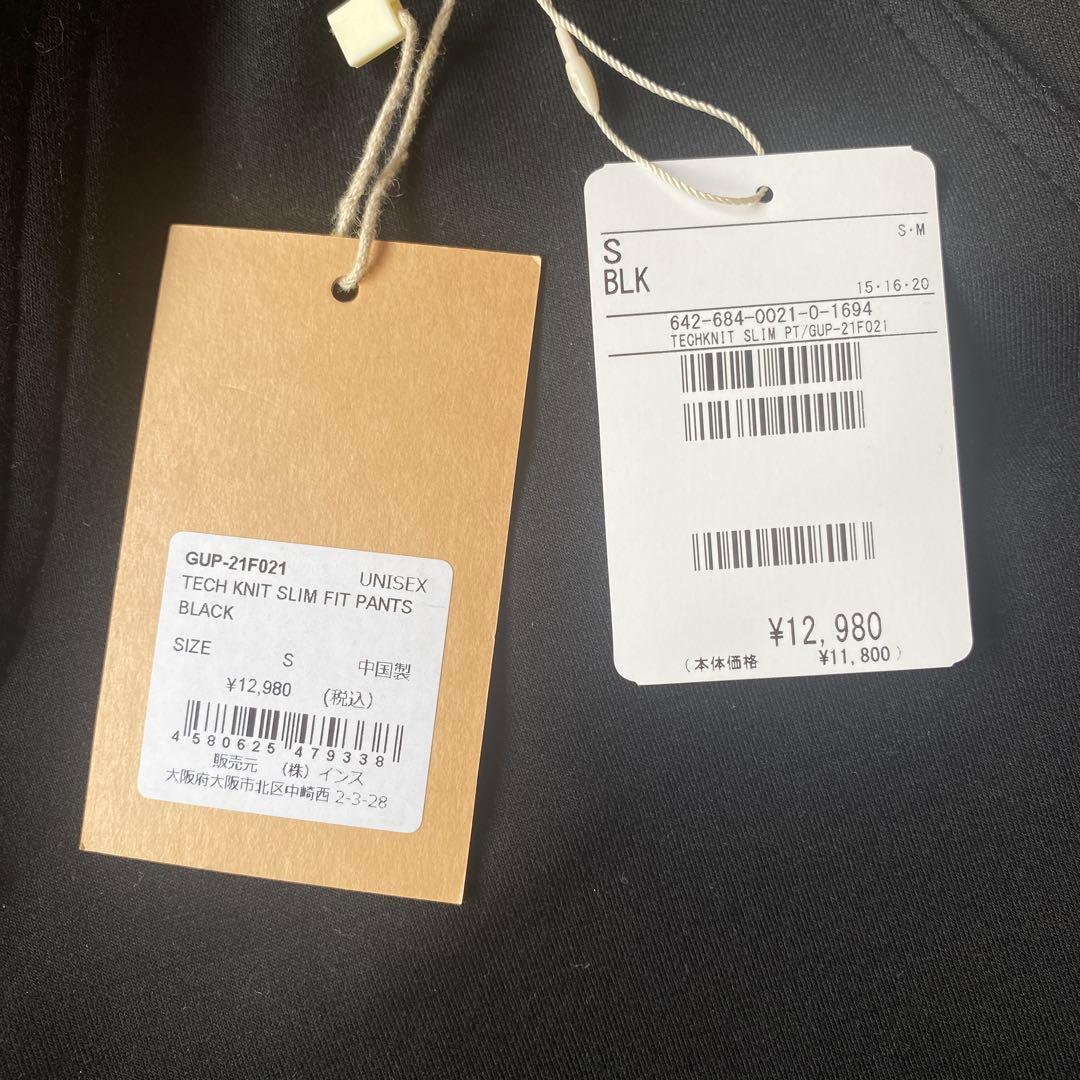 GUP-21F021
UNISEX
TECH KNIT SLIM FIT PANTS
BLACK
SIZE S 中国製
¥12,980 (税込)
4 580625 479338
販売元 (株)インス
大阪府大阪市北区中崎西 2-3-28
S・M
S
BLK
15・16・20
642-684-0021-0-1694
TECHKNIT SLIM PT/GUP-21F021
¥12,980
(本体価格 ¥11,800)